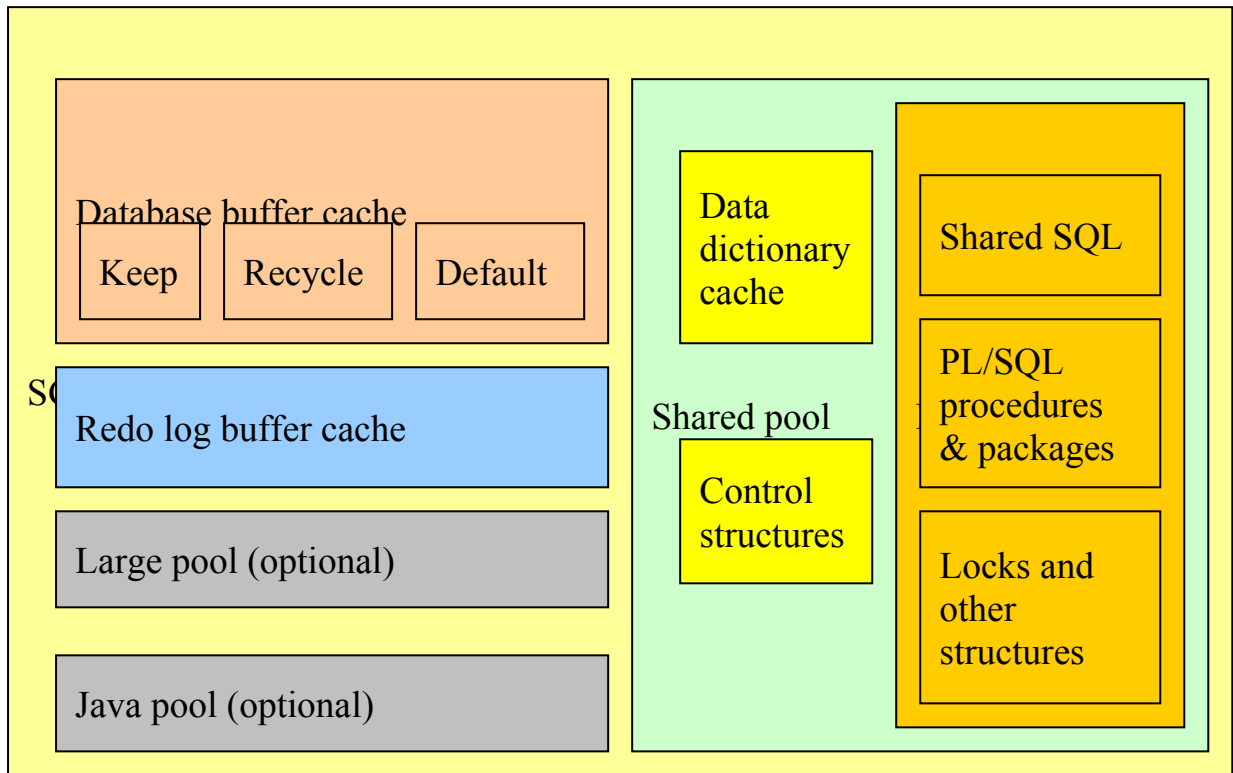 Database buffer cache
Keep
Recycle
Default
Redo log buffer cache
Large pool (optional)
Java pool (optional)
Shared pool
Data
dictionary
cache
Control
structures
Shared SQL
PL/SQL
procedures
& packages
Locks and
other
structures